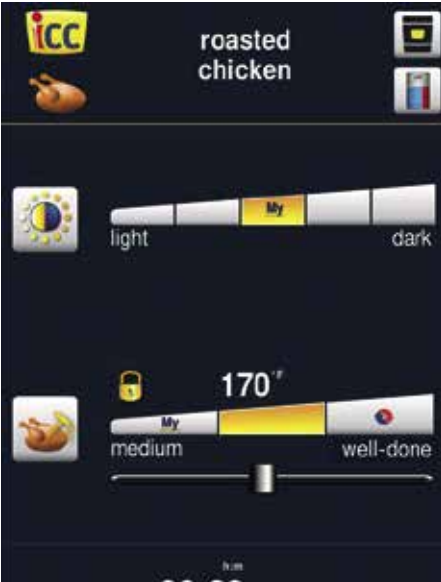 icc
roasted
chicken
My
light dark
170°F
My
medium well-done
h:m